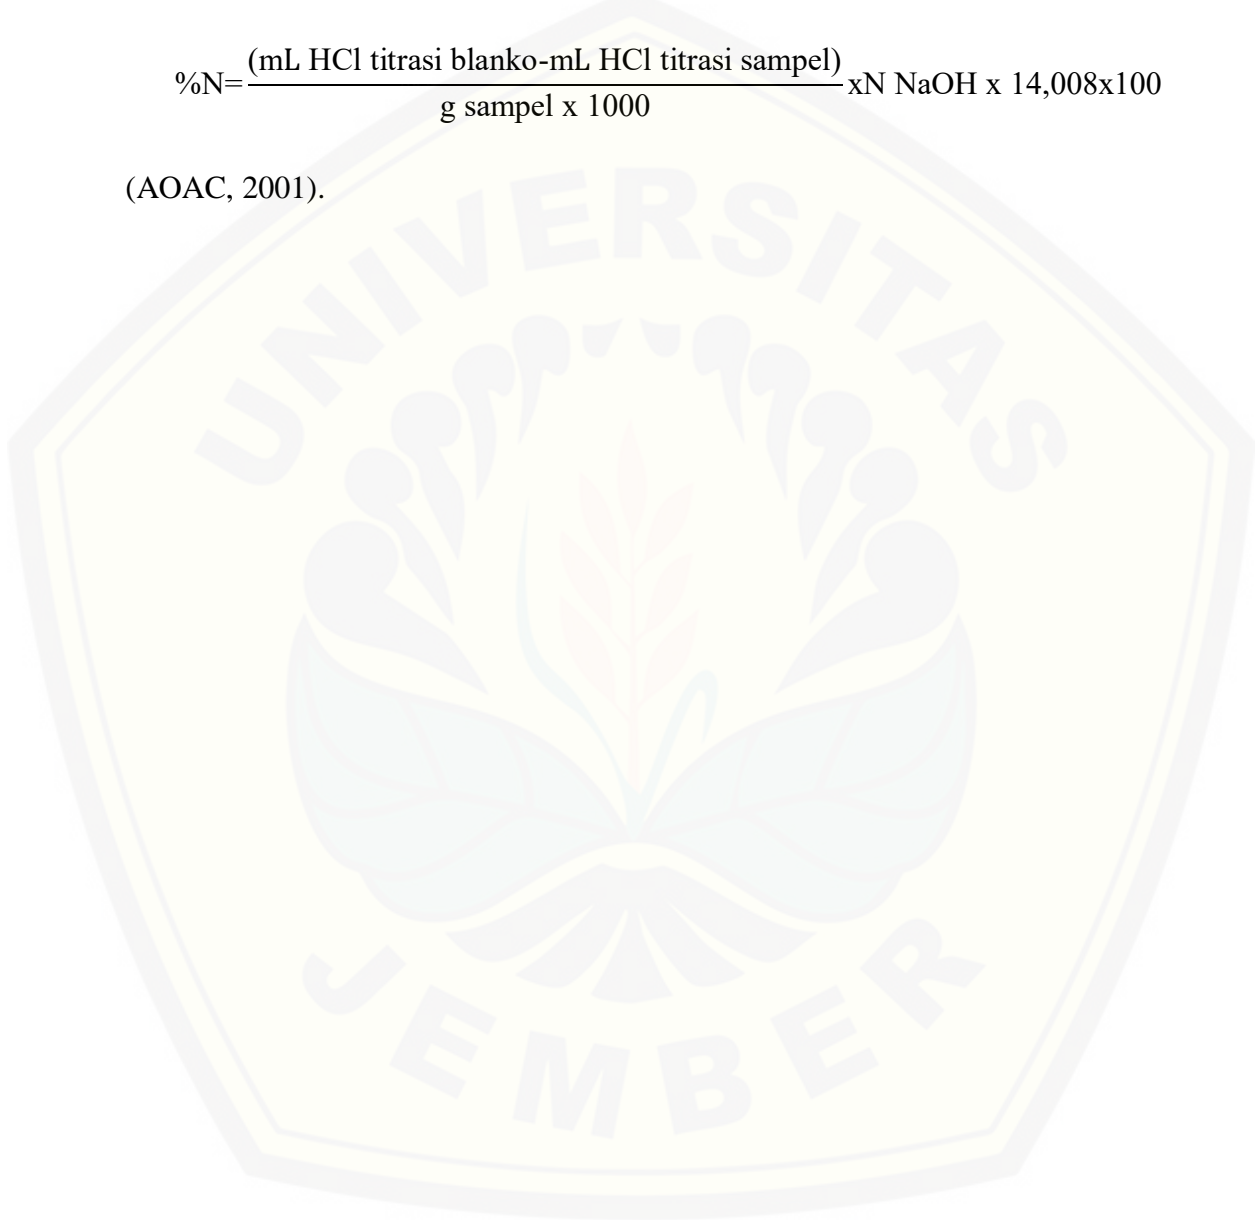 %N=(mL HCl titrasi blanko-mL HCl titrasi sampel)/g sampel x 1000 xN NaOH x 14,008x100
(AOAC, 2001).
UNIVERSITAS
JEMBER